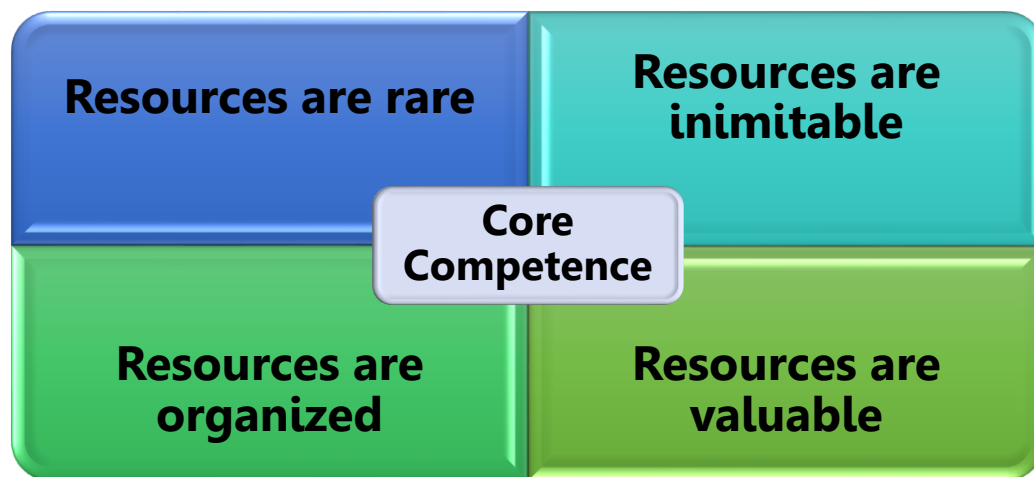 Resources are rare
Resources are
inimitable
Core
Competence
Resources are
organized
Resources are
valuable